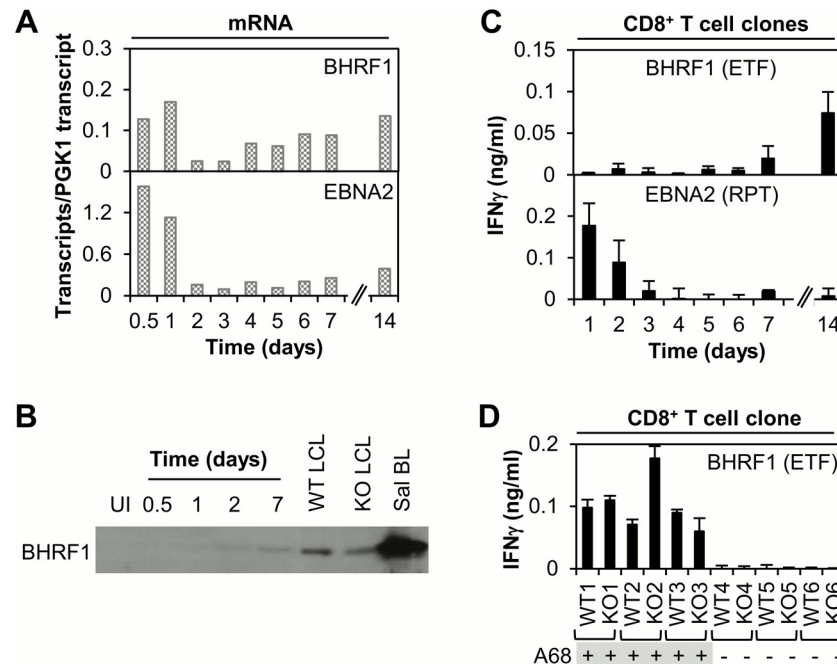 A
mRNA
0.3
BHRF1
0.1
0
EBNA2
1.2
0.6
0
Transcripts/PGK1 transcript
0.5 1 2 3 4 5 6 7 14
Time (days)
C
CD8+ T cell clones
BHRF1 (ETF)
0.1
0.05
0
EBNA2 (RPT)
0.2
0.1
0
IFNγ (ng/ml)
1 2 3 4 5 6 7 14
Time (days)
B
Time (days)
UI 0.5 1 2 7 WT LCL KO LCL Sal BL
BHRF1
D
CD8+ T cell clone
BHRF1 (ETF)
0.2
0.1
0
IFNγ (ng/ml)
WT1 KO1 WT2 KO2 WT3 KO3 WT4 KO4 WT5 KO5 WT6 KO6
A68 + + + + + + - - - - - -